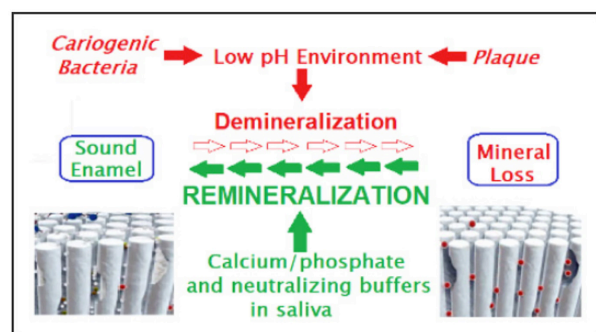 Cariogenic
Bacteria
Low pH Environment
Plaque
Demineralization
Sound
Enamel
Mineral
Loss
REMINERALIZATION
Calcium/phosphate
and neutralizing buffers
in saliva